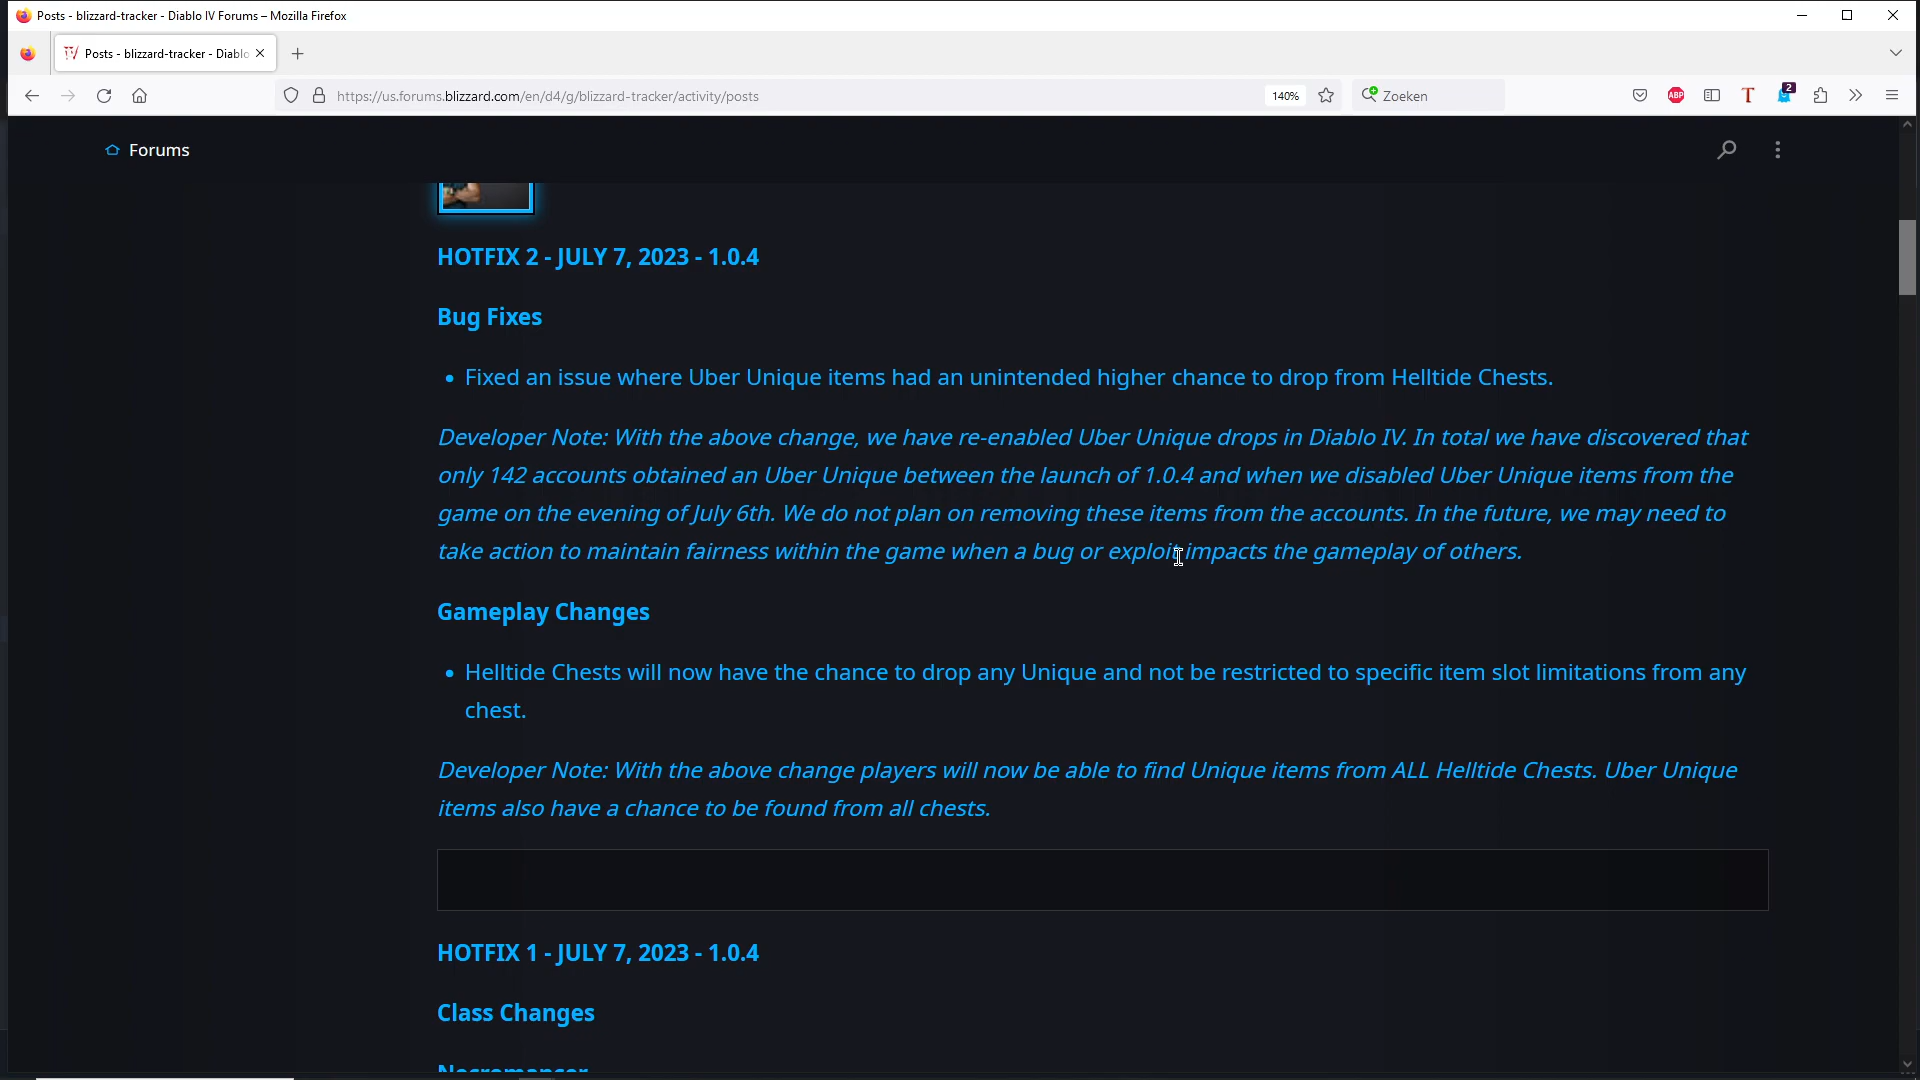 Posts - blizzard-tracker - Diablo IV Forums – Mozilla Firefox
Posts - blizzard-tracker - Diablo
https://us.forums.blizzard.com/en/d4/g/blizzard-tracker/activity/posts
140%
Zoeken
ABP
T
2
Forums
HOTFIX 2 - JULY 7, 2023 - 1.0.4
Bug Fixes
• Fixed an issue where Uber Unique items had an unintended higher chance to drop from Helltide Chests.
Developer Note: With the above change, we have re-enabled Uber Unique drops in Diablo IV. In total we have discovered that
only 142 accounts obtained an Uber Unique between the launch of 1.0.4 and when we disabled Uber Unique items from the
game on the evening of July 6th. We do not plan on removing these items from the accounts. In the future, we may need to
take action to maintain fairness within the game when a bug or exploit impacts the gameplay of others.
Gameplay Changes
• Helltide Chests will now have the chance to drop any Unique and not be restricted to specific item slot limitations from any
chest.
Developer Note: With the above change players will now be able to find Unique items from ALL Helltide Chests. Uber Unique
items also have a chance to be found from all chests.
HOTFIX 1 - JULY 7, 2023 - 1.0.4
Class Changes
Necromancer